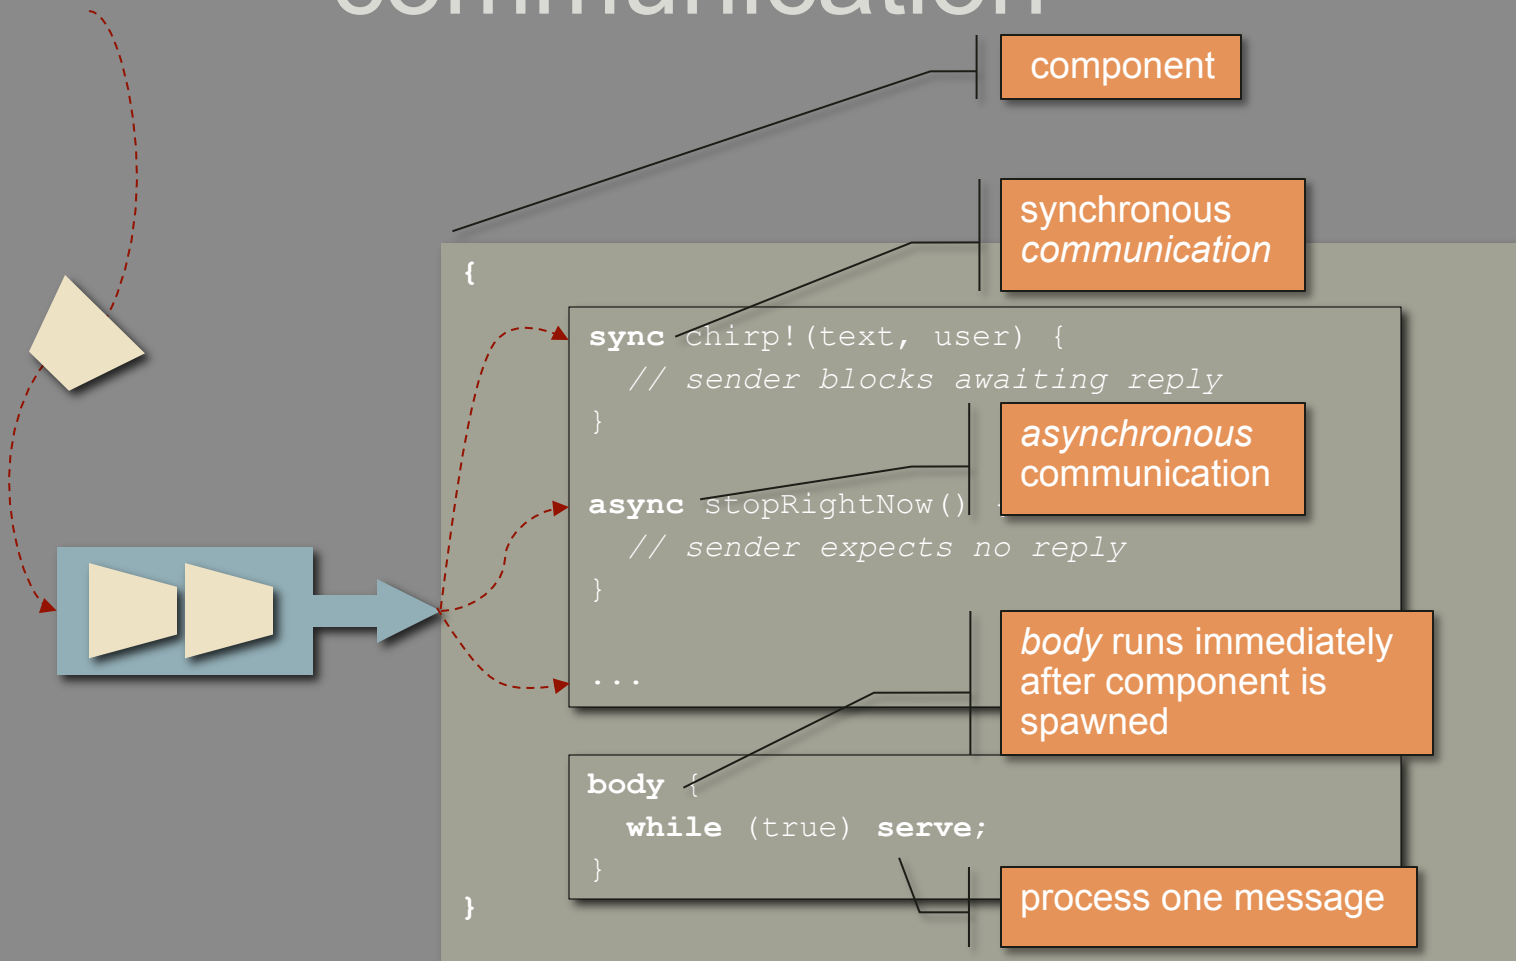 communication
component
synchronous
communication
{
sync chirp!(text, user) {
// sender blocks awaiting reply
}
asynchronous
communication
async stopRightNow()
// sender expects no reply
}
body runs immediately
after component is
spawned
...
body {
while (true) serve;
}
process one message
}